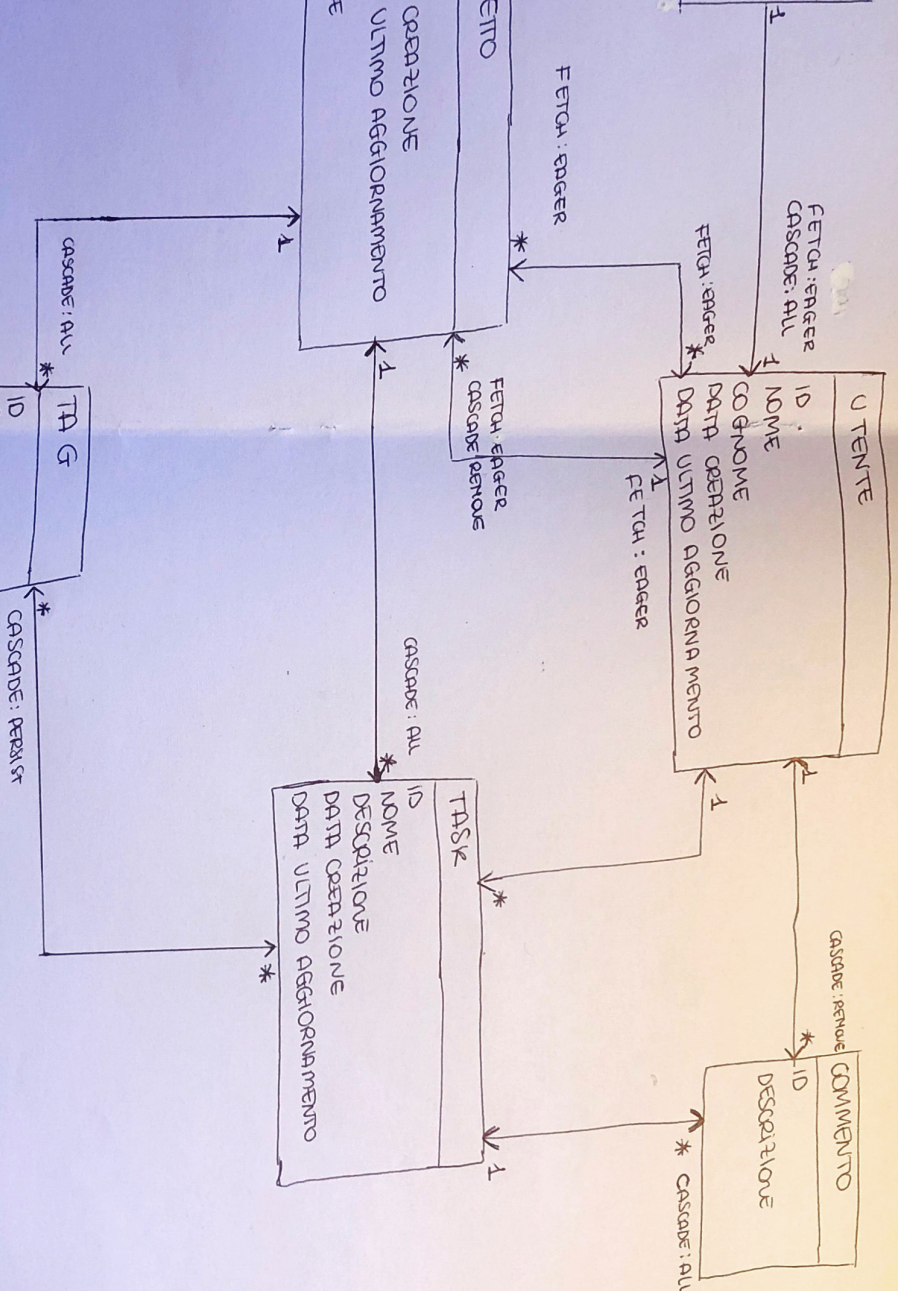 1
FETCH:EAGER
CASCADE:ALL
1
UTENTE
ID
NOME
COGNOME
DATA CREAZIONE
DATA ULTIMO AGGIORNAMENTO
1
CASCADE:REMOVE
*
COMMENTO
ID
DESCRIZIONE
FETCH:EAGER
*
1
FETCH:EAGER
1
* CASCADE:ALL
FETCH:EAGER
*
ETTO
CREAZIONE
ULTIMO AGGIORNAMENTO
E
FETCH:EAGER
* CASCADE REMOVE
*
1
1
CASCADE:ALL
*
TASK
ID
NOME
DESCRIZIONE
DATA CREAZIONE
DATA ULTIMO AGGIORNAMENTO
1
*
CASCADE:ALL
*
TAG
ID
*
CASCADE:PERSIST